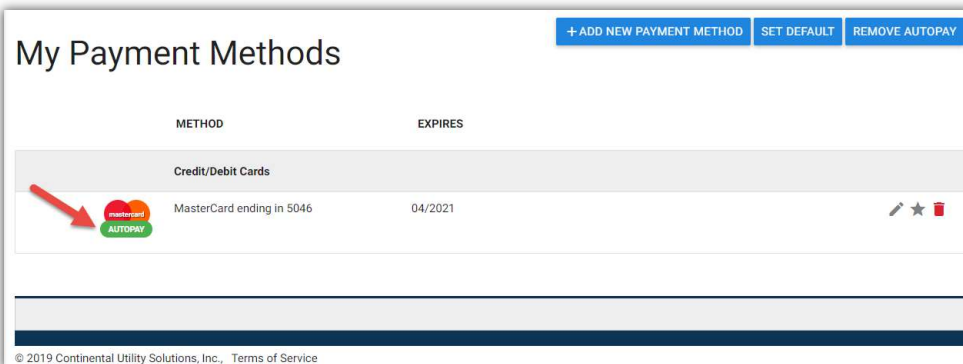 My Payment Methods
+ ADD NEW PAYMENT METHOD SET DEFAULT REMOVE AUTOPAY
METHOD EXPIRES
Credit/Debit Cards
mastercard
AUTOPAY
MasterCard ending in 5046 04/2021
© 2019 Continental Utility Solutions, Inc., Terms of Service